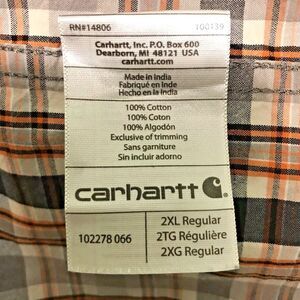 RN#14806 100139
Carhartt, Inc. P.O. Box 600
Dearborn, MI 48121 USA
carhartt.com
Made in India
Fabriqué en Inde
Hecho en la India
100% Cotton
100% Coton
100% Algodón
Exclusive of trimming
Sans garniture
Sin incluir adorno
carhartt
102278 066
2XL Regular
2TG Régulière
2XG Regular